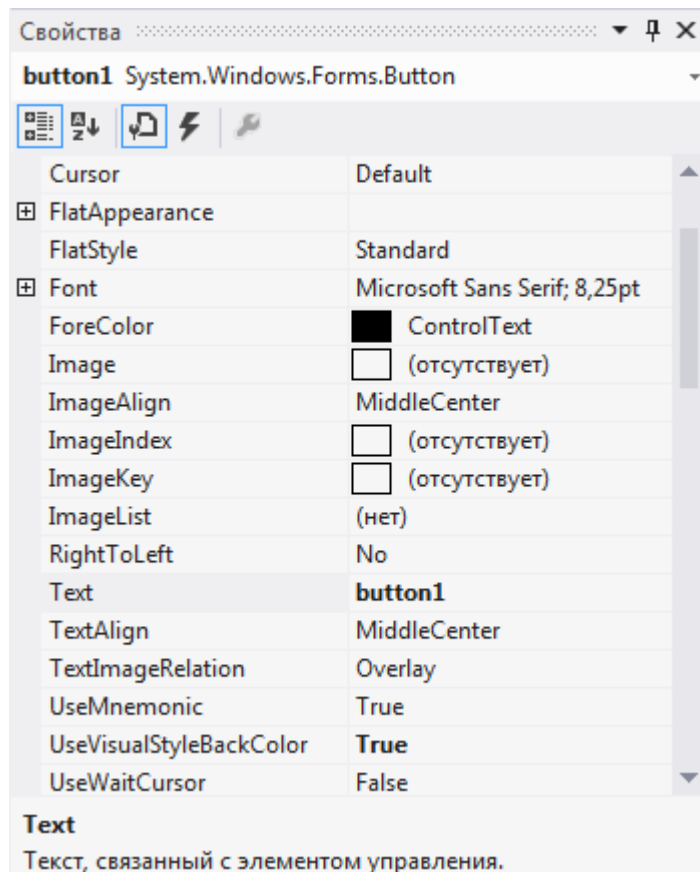 Свойства
button1 System.Windows.Forms.Button
Cursor Default
FlatAppearance
FlatStyle Standard
Font Microsoft Sans Serif; 8,25pt
ForeColor ControlText
Image (отсутствует)
ImageAlign MiddleCenter
ImageIndex (отсутствует)
ImageKey (отсутствует)
ImageList (нет)
RightToLeft No
Text button1
TextAlign MiddleCenter
TextImageRelation Overlay
UseMnemonic True
UseVisualStyleBackColor True
UseWaitCursor False
Text
Текст, связанный с элементом управления.